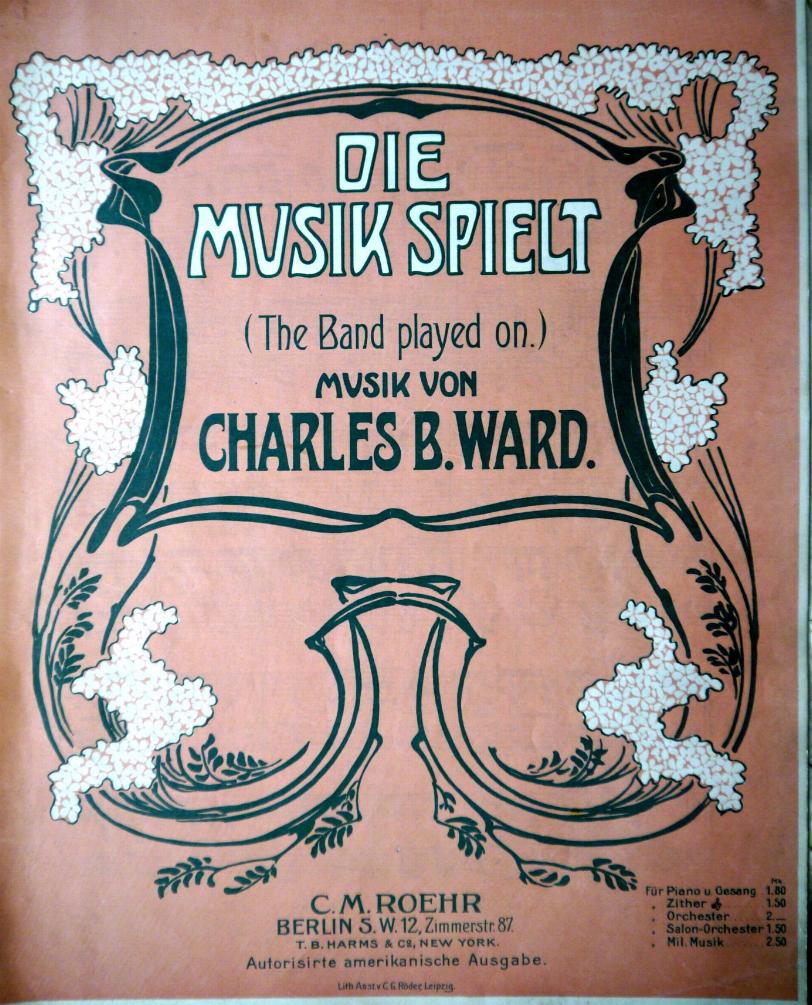 DIE
MUSIK SPIELT
(The Band played on.)
MUSIK VON
CHARLES B. WARD.
C. M. ROEHR
BERLIN S.W. 12, Zimmerstr. 87.
T. B. HARMS & Co, NEW YORK.
Autorisirte amerikanische Ausgabe.
Lith Anst v C.G. Röder, Leipzig.
Mk
Für Piano u. Gesang 1.80
" Zither 1.50
" Orchester .... 2._
" Salon-Orchester 1.50
" Mil. Musik ..... 2.50